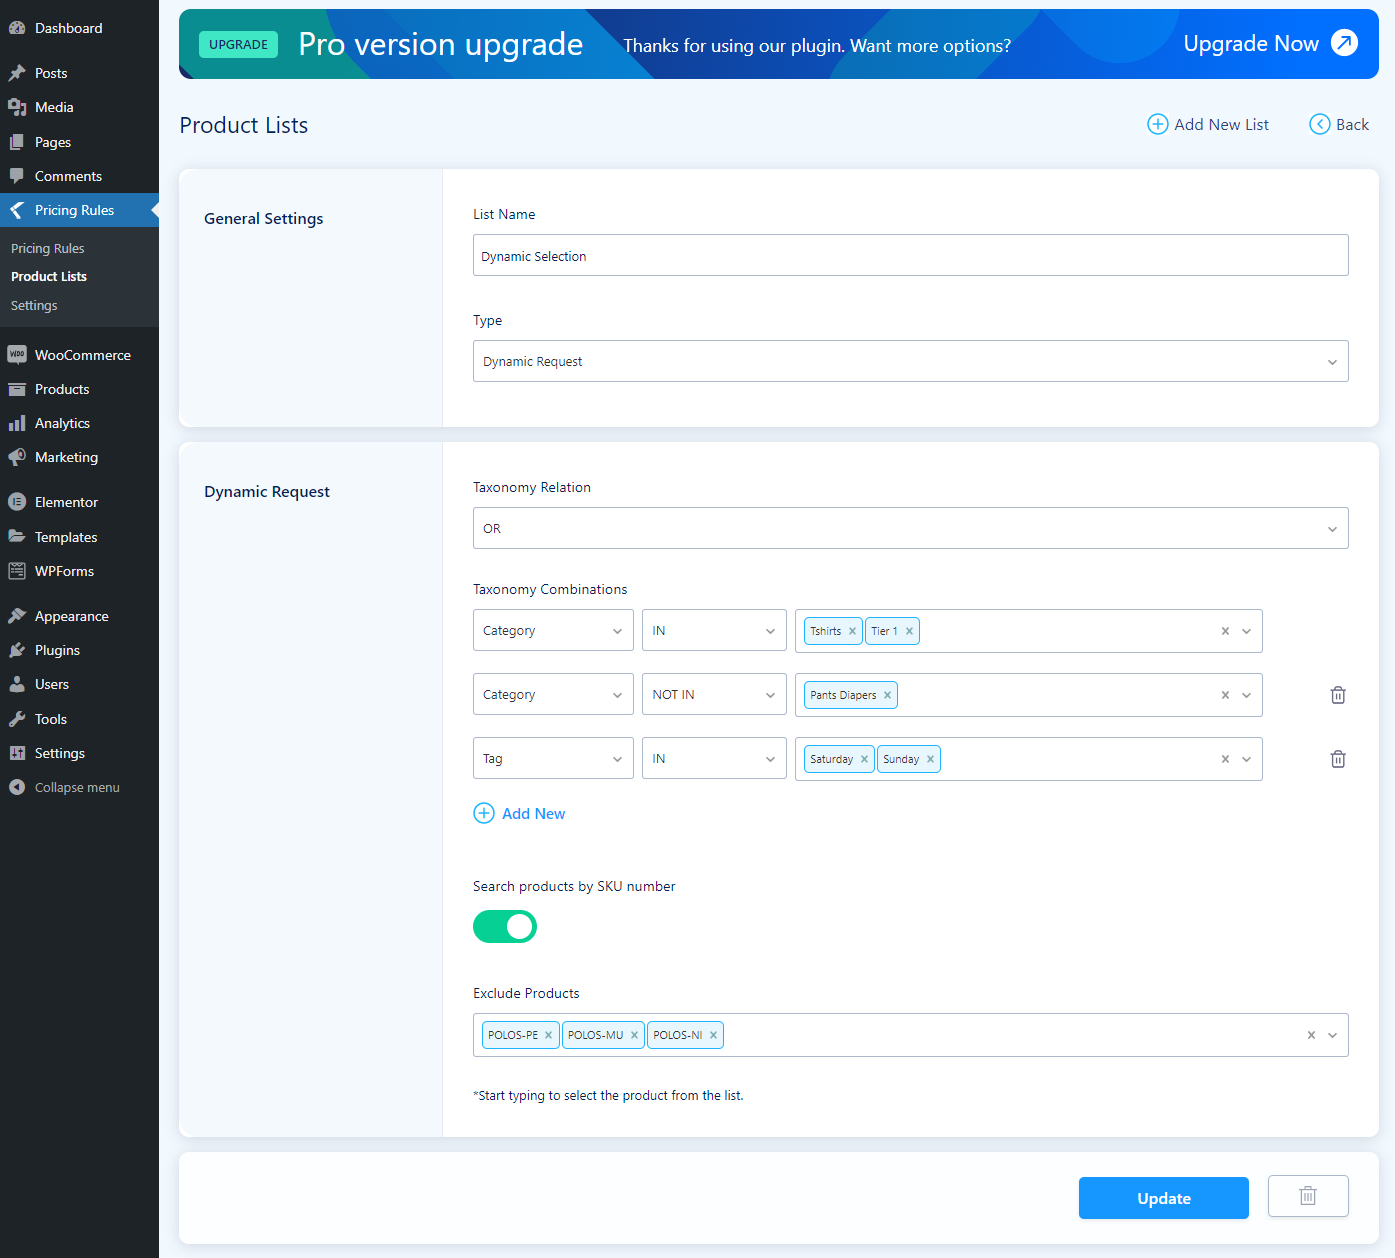 Dashboard
Posts
Media
Pages
Comments
Pricing Rules
Pricing Rules
Product Lists
Settings
WOO WooCommerce
Products
Analytics
Marketing
Elementor
Templates
WPForms
Appearance
Plugins
Users
Tools
Settings
Collapse menu
UPGRADE Pro version upgrade Thanks for using our plugin. Want more options? Upgrade Now
Product Lists Add New List Back
General Settings
List Name
Dynamic Selection
Type
Dynamic Request
Dynamic Request
Taxonomy Relation
OR
Taxonomy Combinations
Category IN Tshirts × Tier 1 × ×
Category NOT IN Pants Diapers × ×
Tag IN Saturday × Sunday × ×
Add New
Search products by SKU number
Exclude Products
POLOS-PE × POLOS-MU × POLOS-NI × ×
*Start typing to select the product from the list.
Update